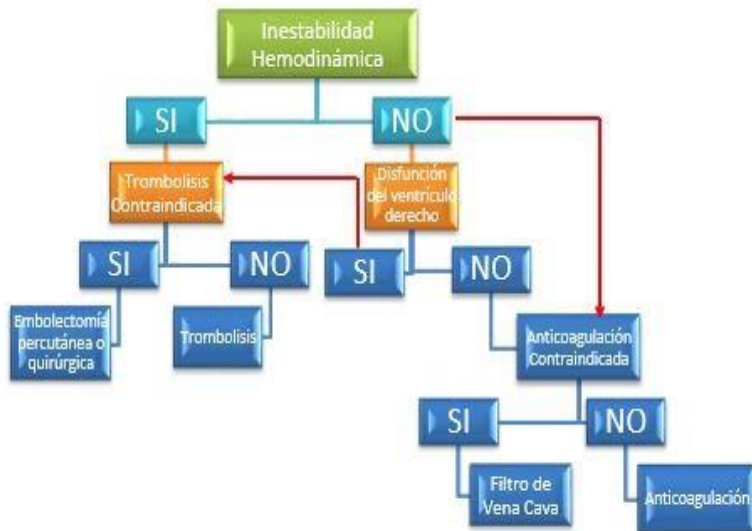 Inestabilidad
Hemodinámica
SI
NO
Trombolisis
Contraindicada
Disfunción
del ventrículo
derecho
SI
NO
SI
NO
Embolectomía
percutánea o
quirúrgica
Trombolisis
Anticoagulación
Contraindicada
SI
NO
Filtro de
Vena Cava
Anticoagulación